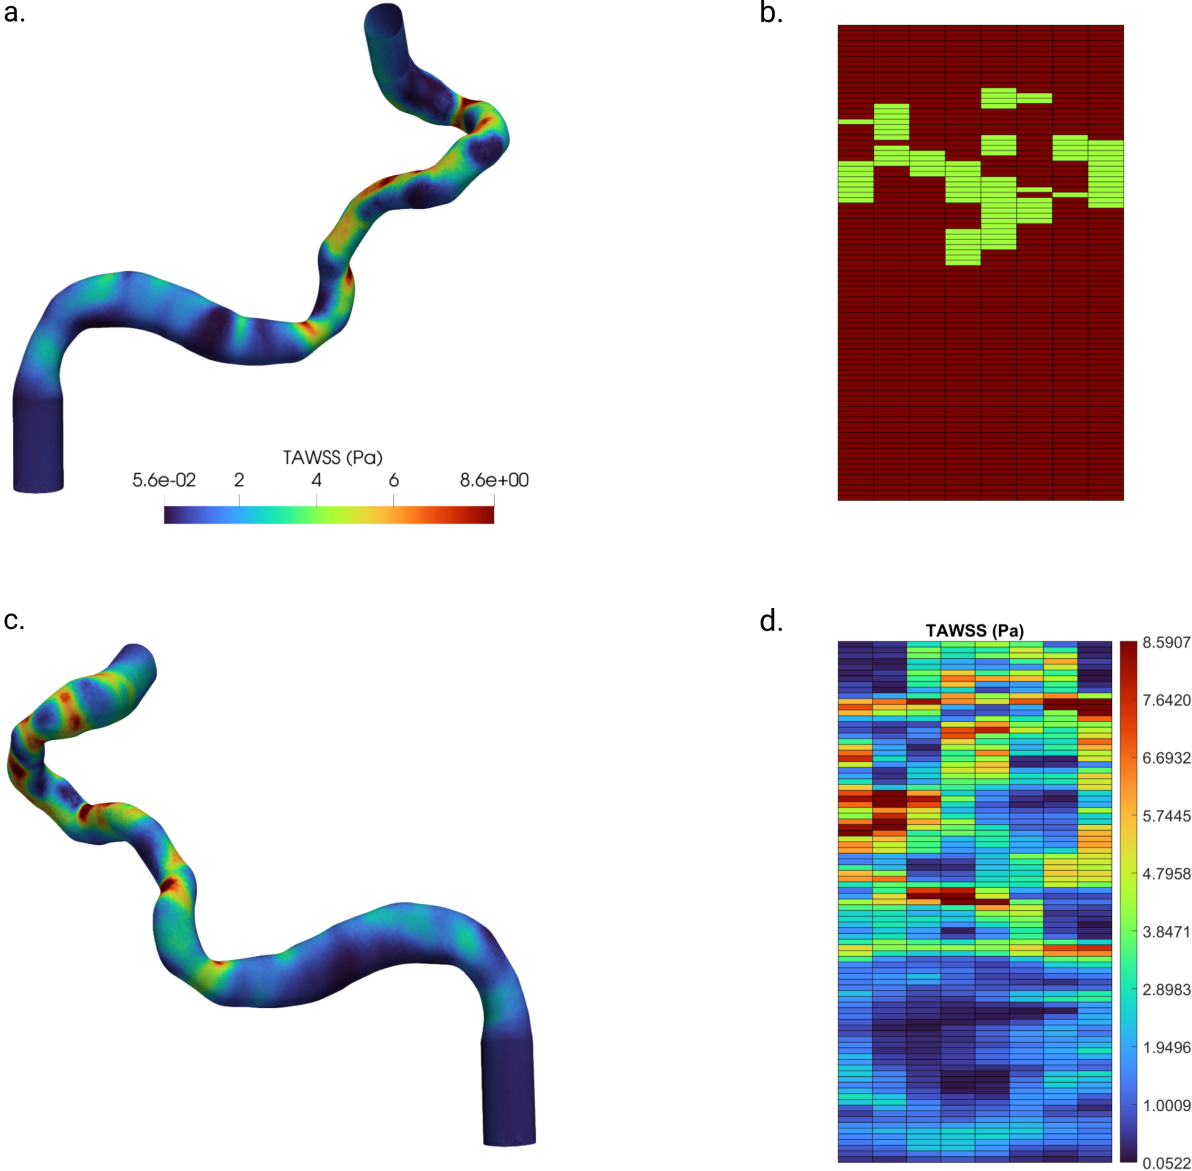 a.
b.
TAWSS (Pa)
5.6e-02 2 4 6 8.6e+00
c.
d.
TAWSS (Pa)
8.5907
7.6420
6.6932
5.7445
4.7958
3.8471
2.8983
1.9496
1.0009
0.0522